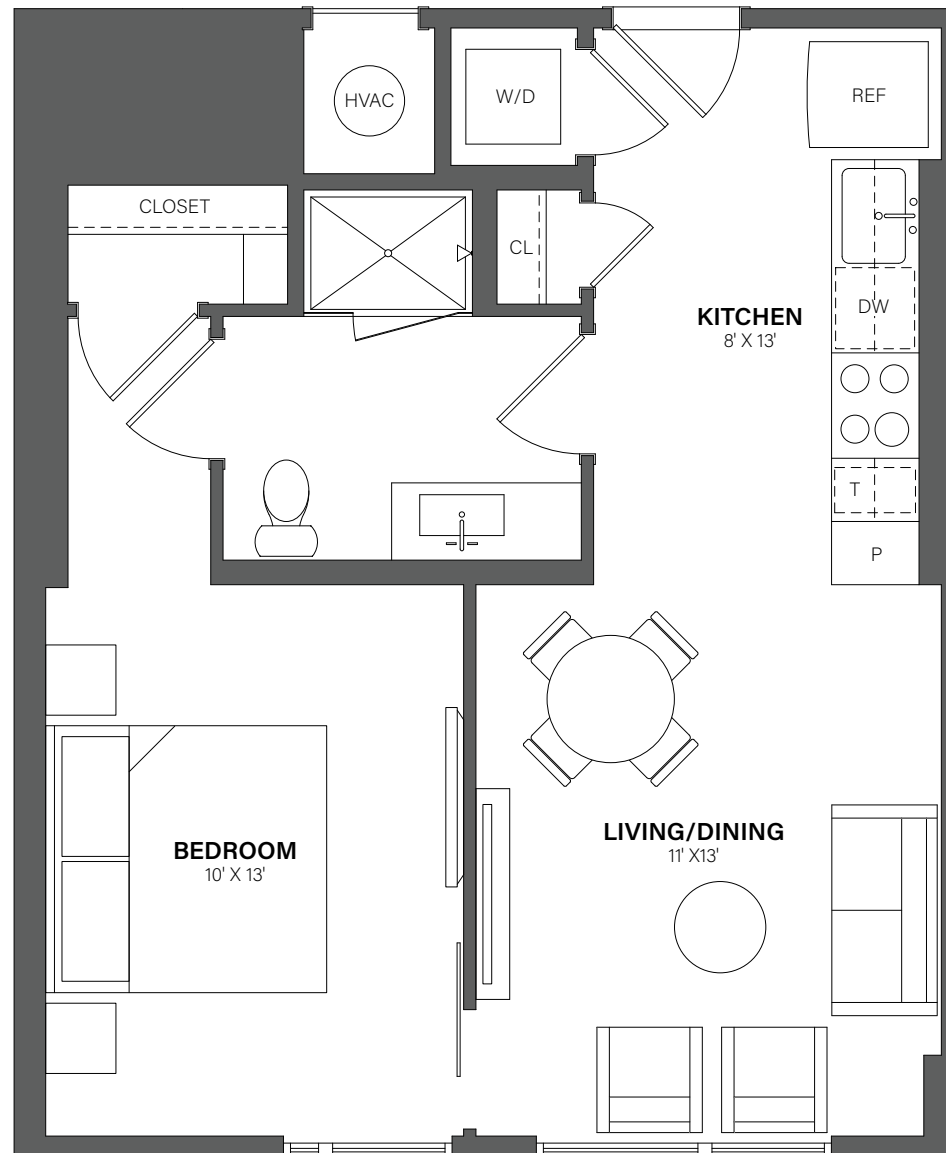 HVAC
W/D
REF
CLOSET
CL
KITCHEN
8' X 13'
DW
T
P
BEDROOM
10' X 13'
LIVING/DINING
11' X13'